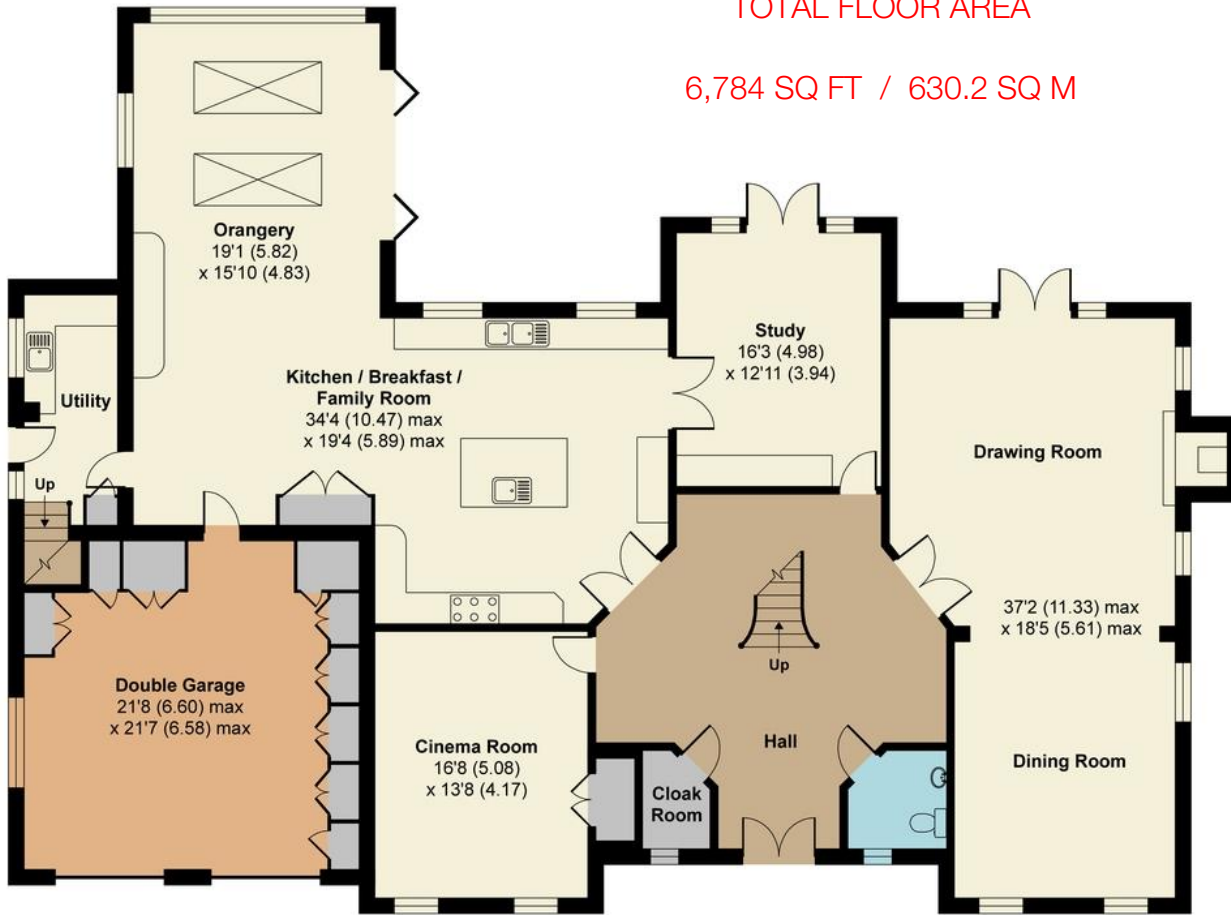 TOTAL FLOOR AREA
6,784 SQ FT / 630.2 SQ M
Orangery
19'1 (5.82)
x 15'10 (4.83)
Study
16'3 (4.98)
x 12'11 (3.94)
Kitchen / Breakfast /
Family Room
34'4 (10.47) max
x 19'4 (5.89) max
Utility
Up
Drawing Room
37'2 (11.33) max
x 18'5 (5.61) max
Up
Double Garage
21'8 (6.60) max
x 21'7 (6.58) max
Cinema Room
16'8 (5.08)
x 13'8 (4.17)
Hall
Dining Room
Cloak
Room